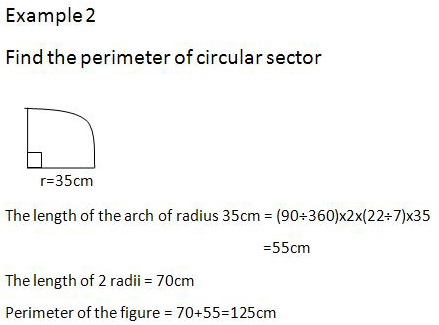 Example 2
Find the perimeter of circular sector
r=35cm
The length of the arch of radius 35cm = (90÷360)x2x(22÷7)x35
=55cm
The length of 2 radii = 70cm
Perimeter of the figure = 70+55=125cm